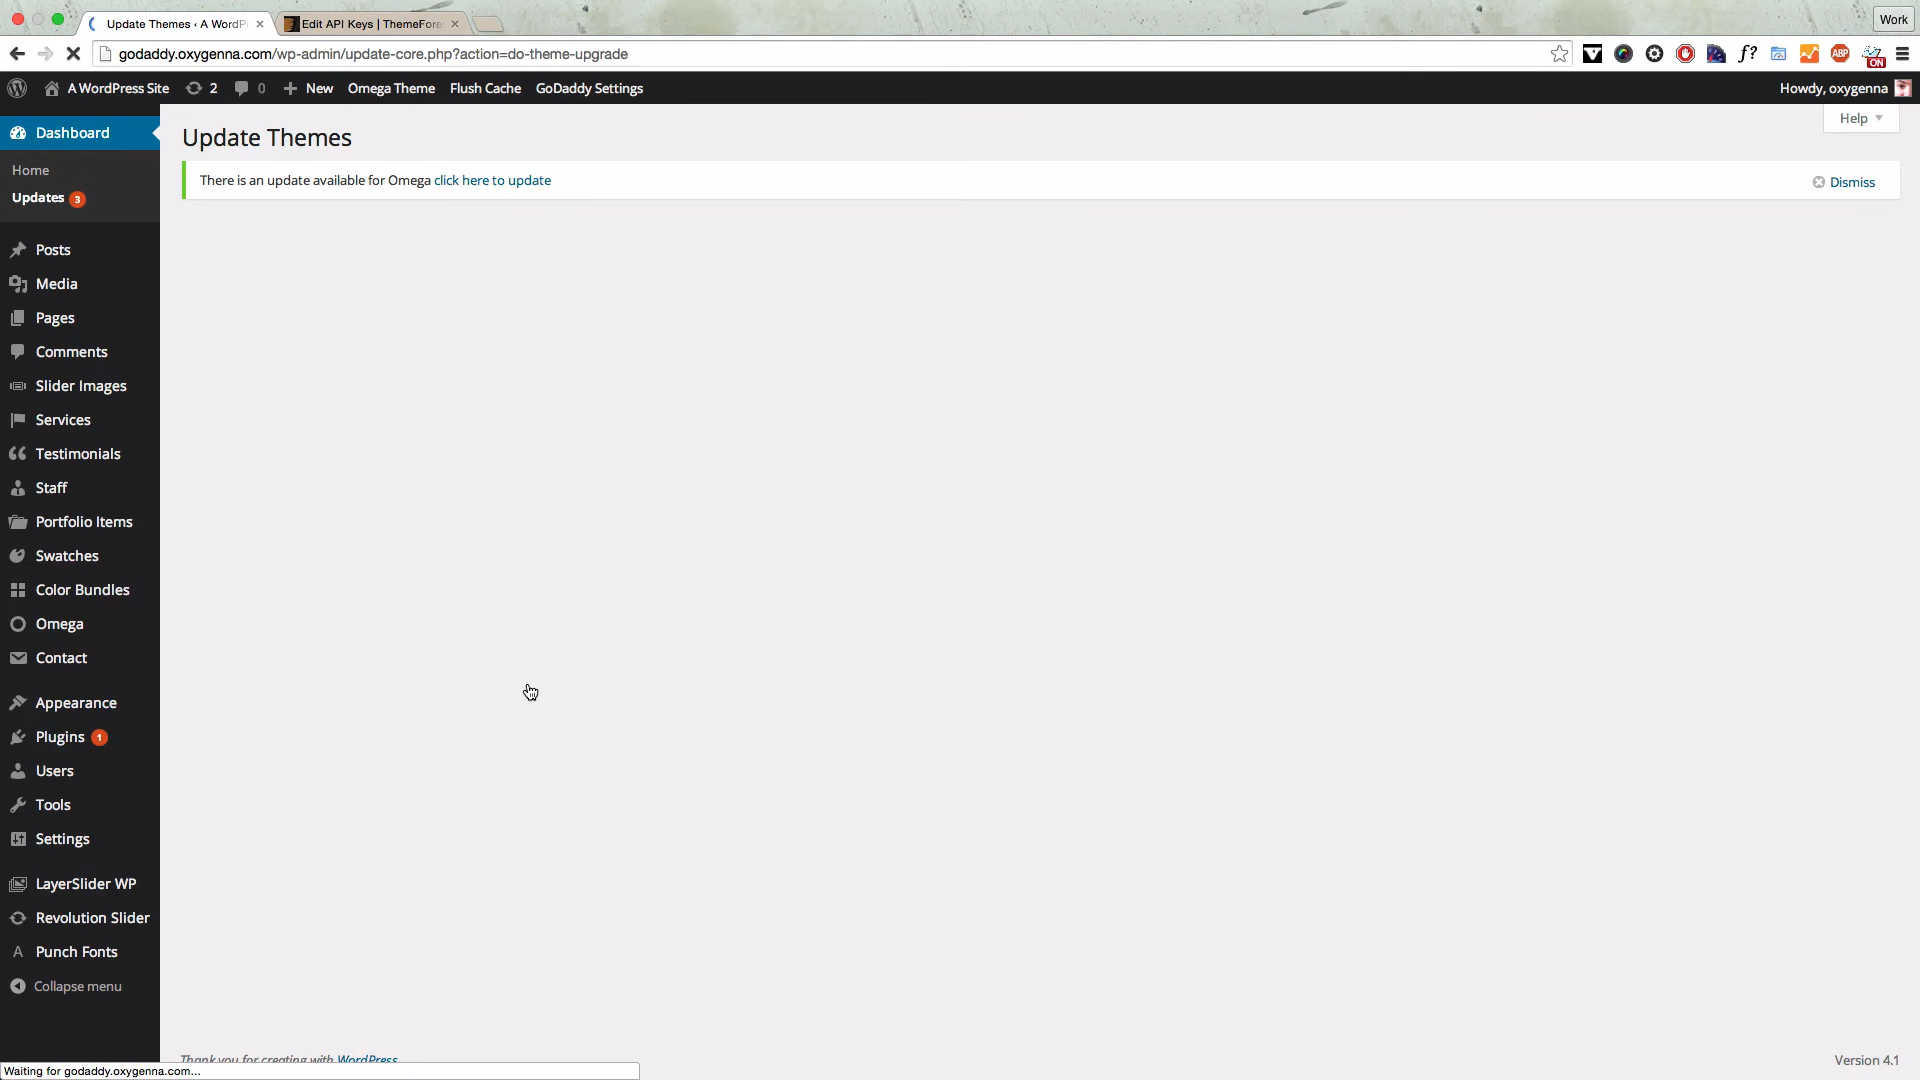 Update Themes ‹ A WordPr
Edit API Keys | ThemeFore
Work
godaddy.oxygenna.com/wp-admin/update-core.php?action=do-theme-upgrade
f?
ABP
ON
A WordPress Site
2
0
New
Omega Theme
Flush Cache
GoDaddy Settings
Howdy, oxygenna
Dashboard
Home
Updates 3
Posts
Media
Pages
Comments
Slider Images
Services
Testimonials
Staff
Portfolio Items
Swatches
Color Bundles
Omega
Contact
Appearance
Plugins 1
Users
Tools
Settings
LayerSlider WP
Revolution Slider
Punch Fonts
Collapse menu
Help
Update Themes
There is an update available for Omega click here to update
Dismiss
Thank you for creating with WordPress
Version 4.1
Waiting for godaddy.oxygenna.com...